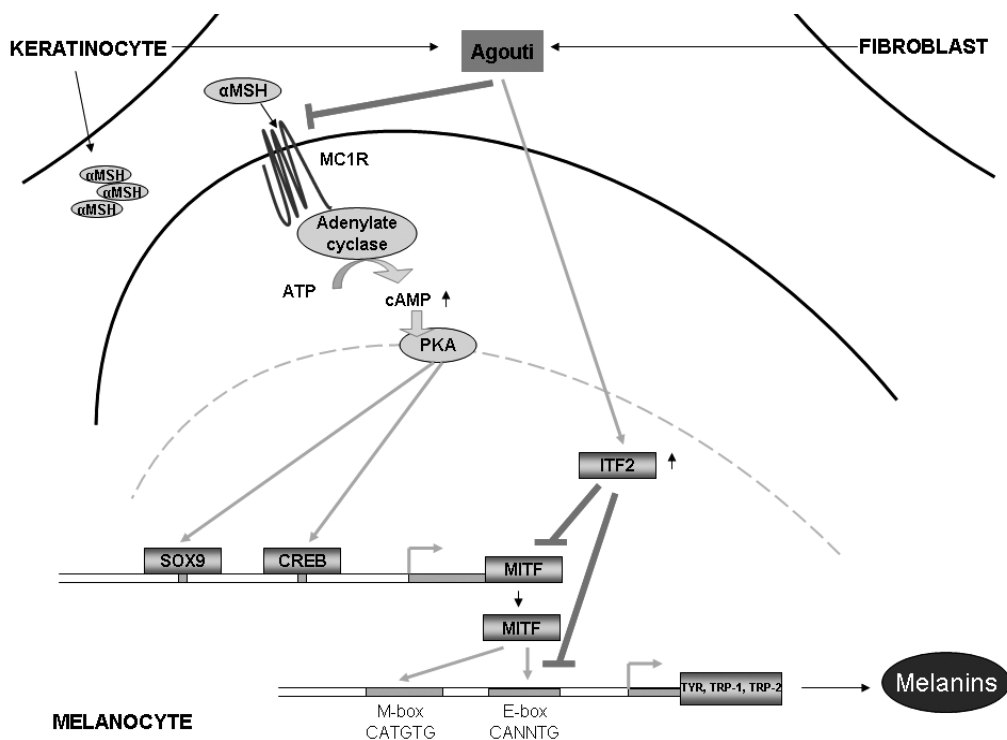 KERATINOCYTE
Agouti
FIBROBLAST
αMSH
MC1R
αMSH
αMSH
αMSH
Adenylate
cyclase
ATP
cAMP
PKA
ITF2
SOX9
CREB
MITF
MITF
TYR, TRP-1, TRP-2
Melanins
M-box
CATGTG
E-box
CANNTG
MELANOCYTE